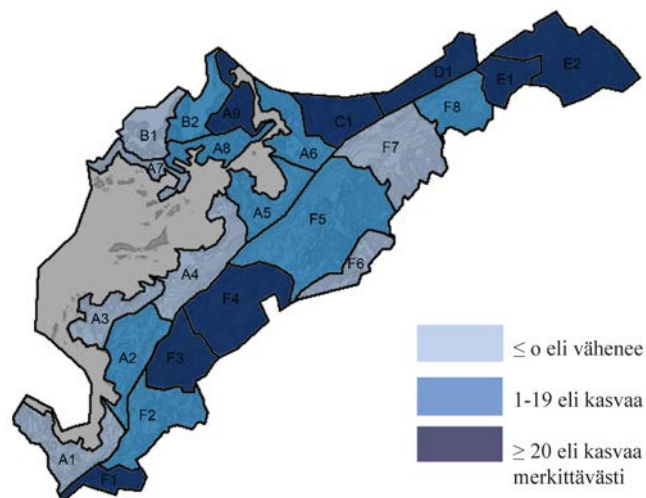 E2
D1
E1
B2
A9
C1
F8
B1
A8
A6
F7
A7
A5
F5
F6
A4
F4
A3
A2
F3
F2
A1
F1
≤ 0 eli vähenee
1-19 eli kasvaa
≥ 20 eli kasvaa
merkittävästi